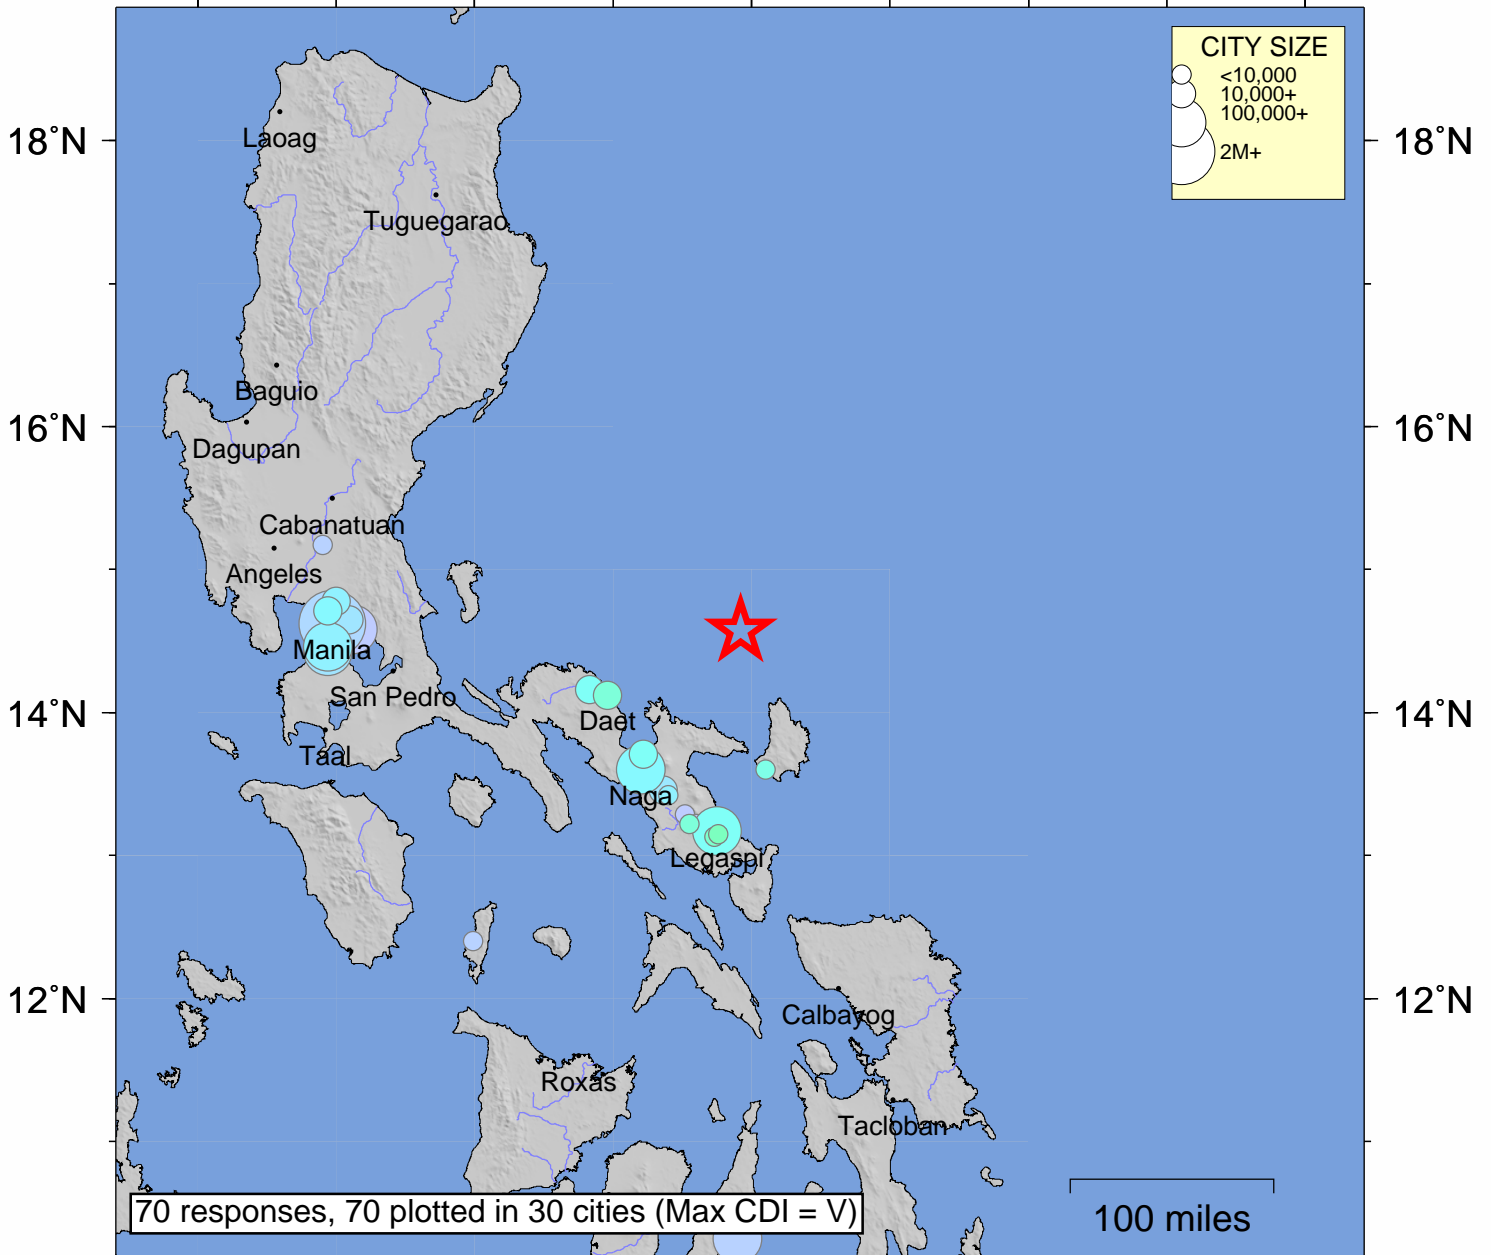 CITY SIZE
<10,000
10,000+
100,000+
2M+
18˚N
18˚N
Laoag
Tuguegarao
Baguio
16˚N
16˚N
Dagupan
Cabanatuan
Angeles
Manila
San Pedro
14˚N
14˚N
Daet
Taal
Naga
Legaspi
12˚N
12˚N
Calbayog
Roxas
Tacloban
70 responses, 70 plotted in 30 cities (Max CDI = V)
100 miles